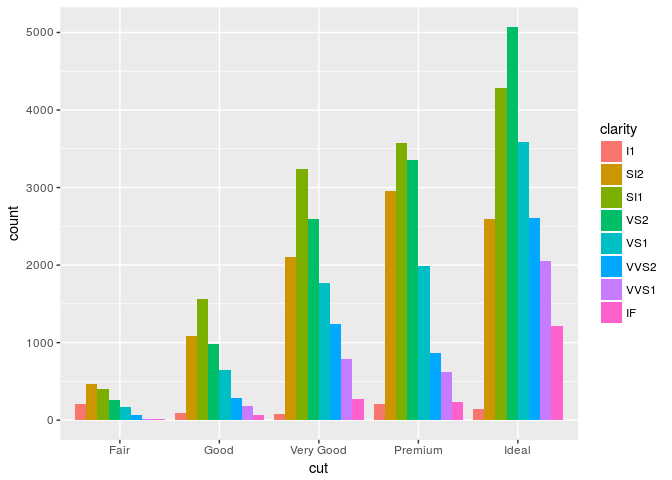 5000
4000
3000
2000
1000
0
count
Fair
Good
Very Good
Premium
Ideal
cut
clarity
I1
SI2
SI1
VS2
VS1
VVS2
VVS1
IF